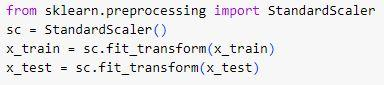 from sklearn.preprocessing import StandardScaler
sc = StandardScaler()
x_train = sc.fit_transform(x_train)
x_test = sc.fit_transform(x_test)